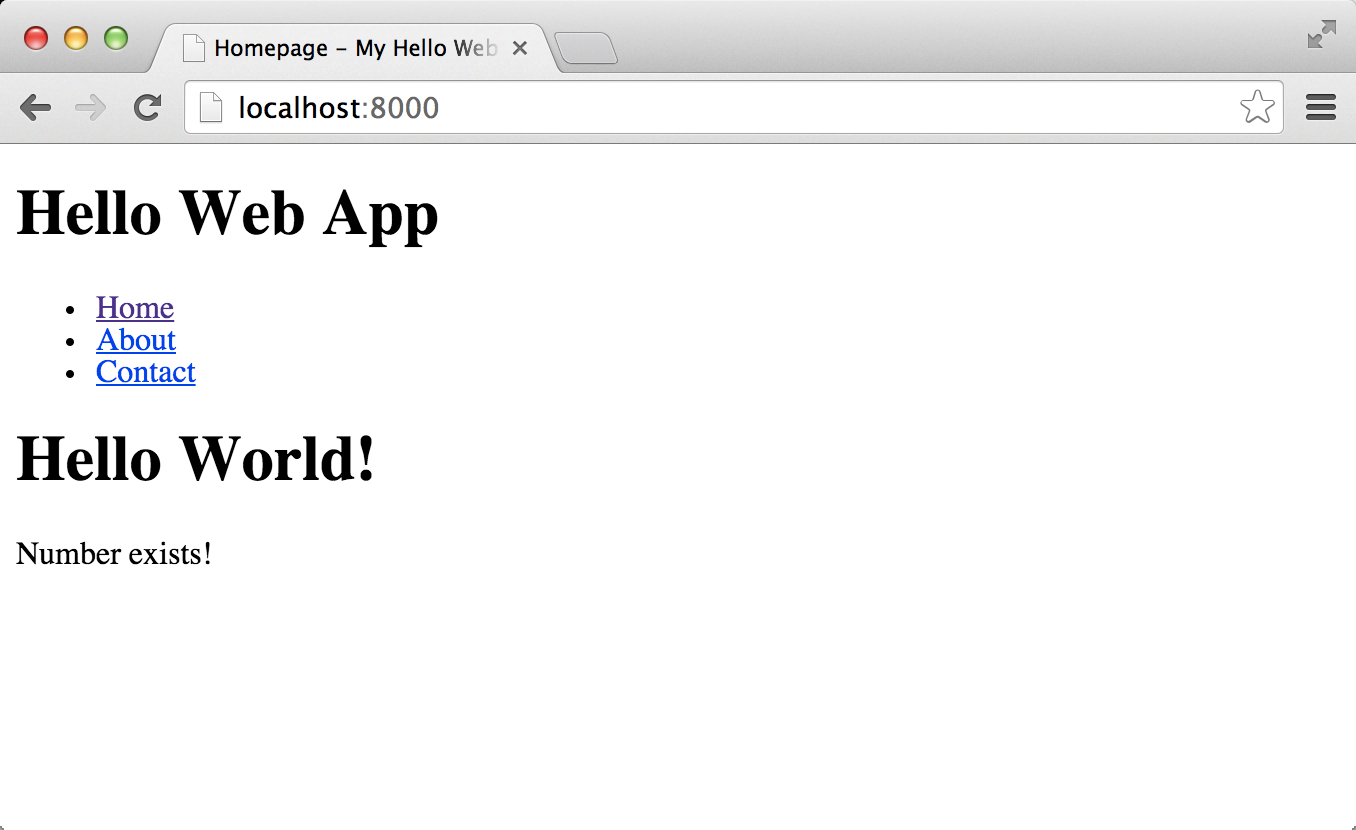 Homepage – My Hello Web
localhost:8000
Hello Web App
Home
About
Contact
Hello World!
Number exists!